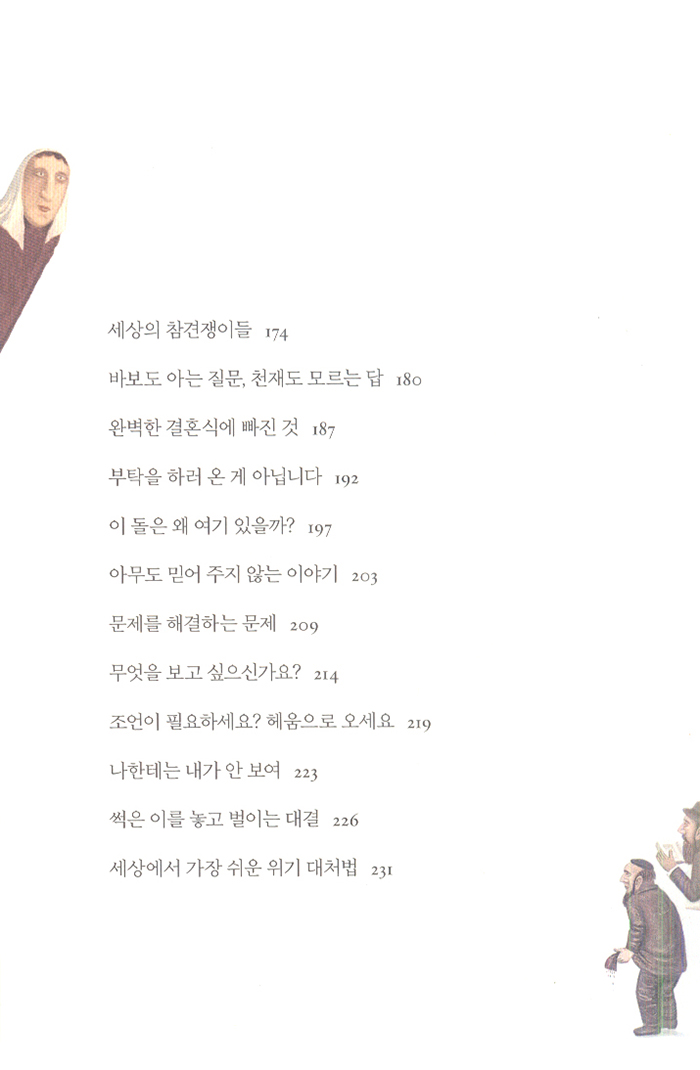 세상의 참견쟁이들 174
바보도 아는 질문, 천재도 모르는 답 180
완벽한 결혼식에 빠진 것 187
부탁을 하러 온 게 아닙니다 192
이 돌은 왜 여기 있을까? 197
아무도 믿어 주지 않는 이야기 203
문제를 해결하는 문제 209
무엇을 보고 싶으신가요? 214
조언이 필요하세요? 헤움으로 오세요 219
나한테는 내가 안 보여 223
썩은 이를 놓고 벌이는 대결 226
세상에서 가장 쉬운 위기 대처법 231